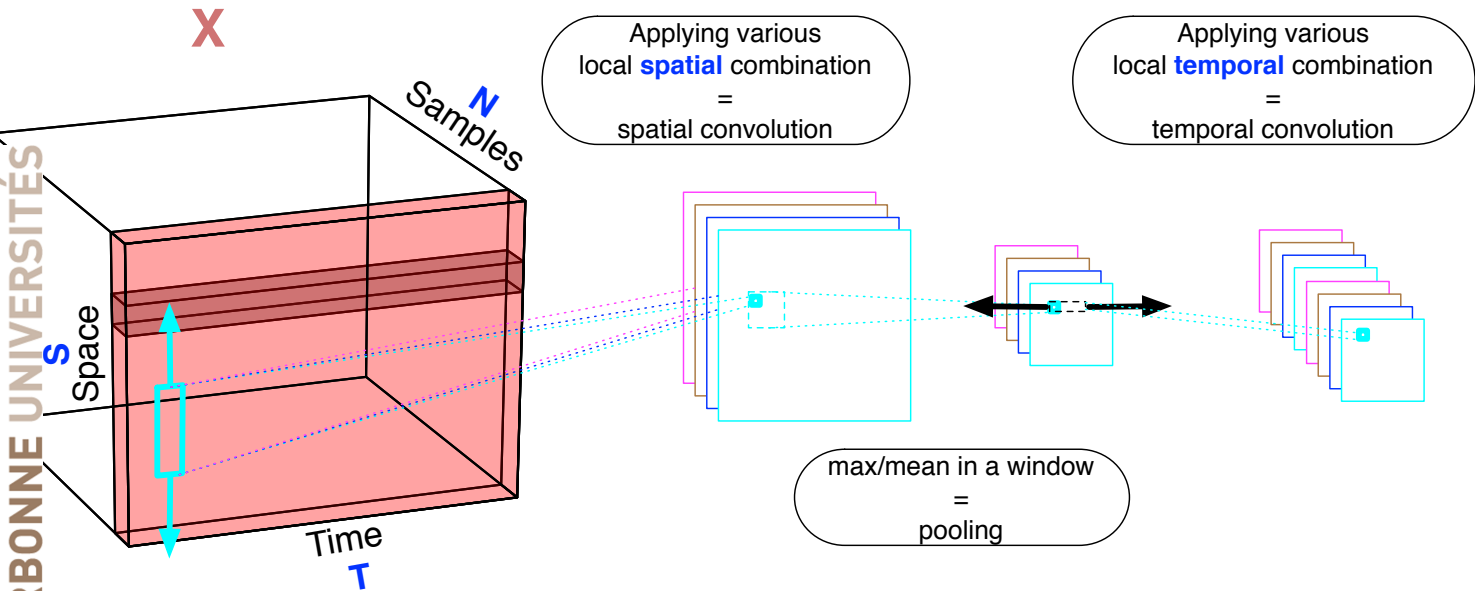 X
N
Samples
S
Space
Time
T
Applying various
local spatial combination
=
spatial convolution
Applying various
local temporal combination
=
temporal convolution
max/mean in a window
=
pooling
RBONNE UNIVERSITÉS